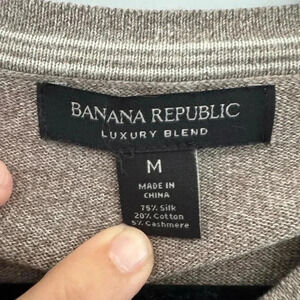 BANANA REPUBLIC
LUXURY BLEND
M
MADE IN
CHINA
75% Silk
20% Cotton
5% Cashmere